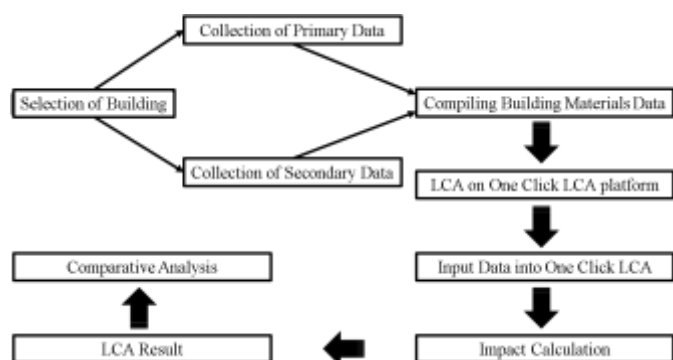 Collection of Primary Data
Selection of Building
Compiling Building Materials Data
Collection of Secondary Data
LCA on One Click LCA platform
Comparative Analysis
Input Data into One Click LCA
LCA Result
Impact Calculation